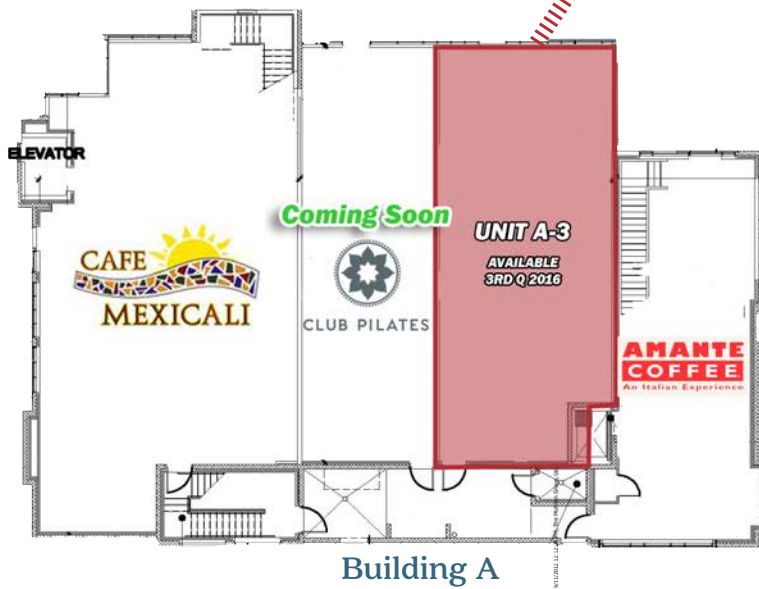 ELEVATOR
CAFE
MEXICALI
Coming Soon
CLUB PILATES
UNIT A-3
AVAILABLE
3RD Q 2016
AMANTE
COFFEE
An Italian Experience
Building A